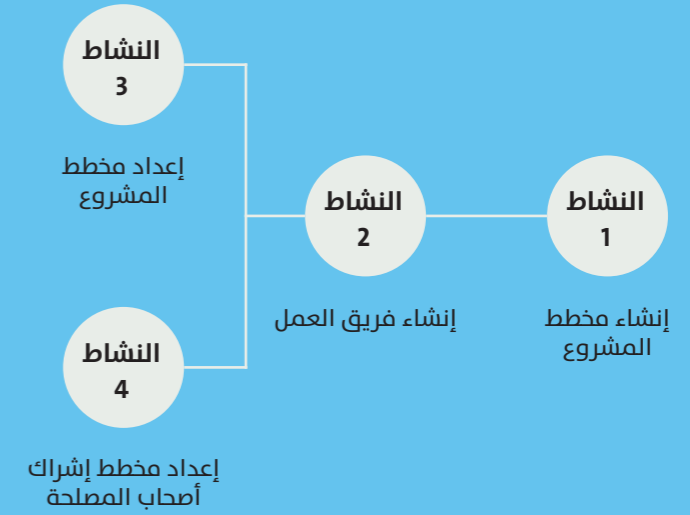 النشاط
1
إنشاء مخطط
المشروع
النشاط
2
إنشاء فريق العمل
النشاط
3
إعداد مخطط
المشروع
النشاط
4
إعداد مخطط إشراك
أصحاب المصلحة